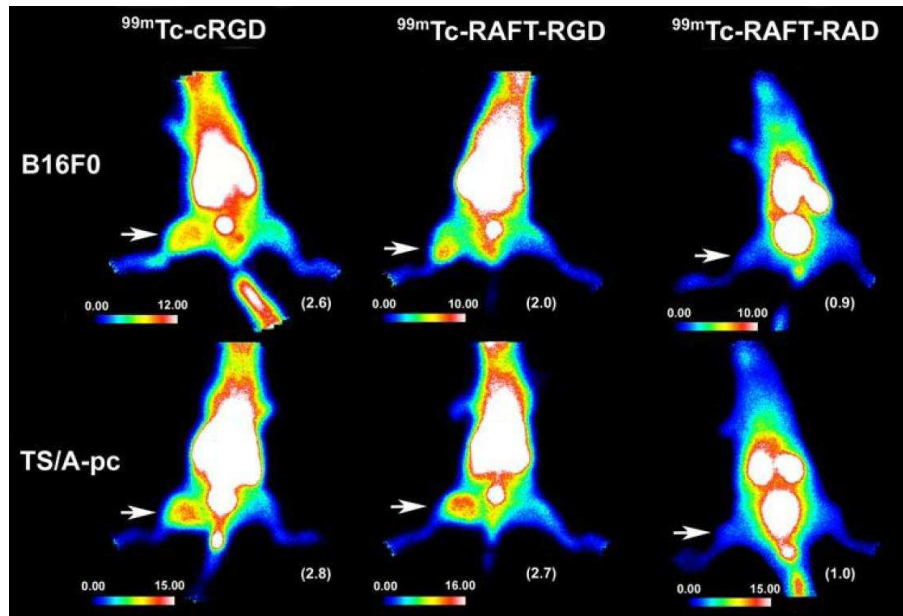 99mTc-cRGD
99mTc-RAFT-RGD
99mTc-RAFT-RAD
B16F0
(2.6)
(2.0)
(0.9)
0.00 12.00
0.00 10.00
0.00 10.00
TS/A-pc
(2.8)
(2.7)
(1.0)
0.00 15.00
0.00 16.00
0.00 15.00